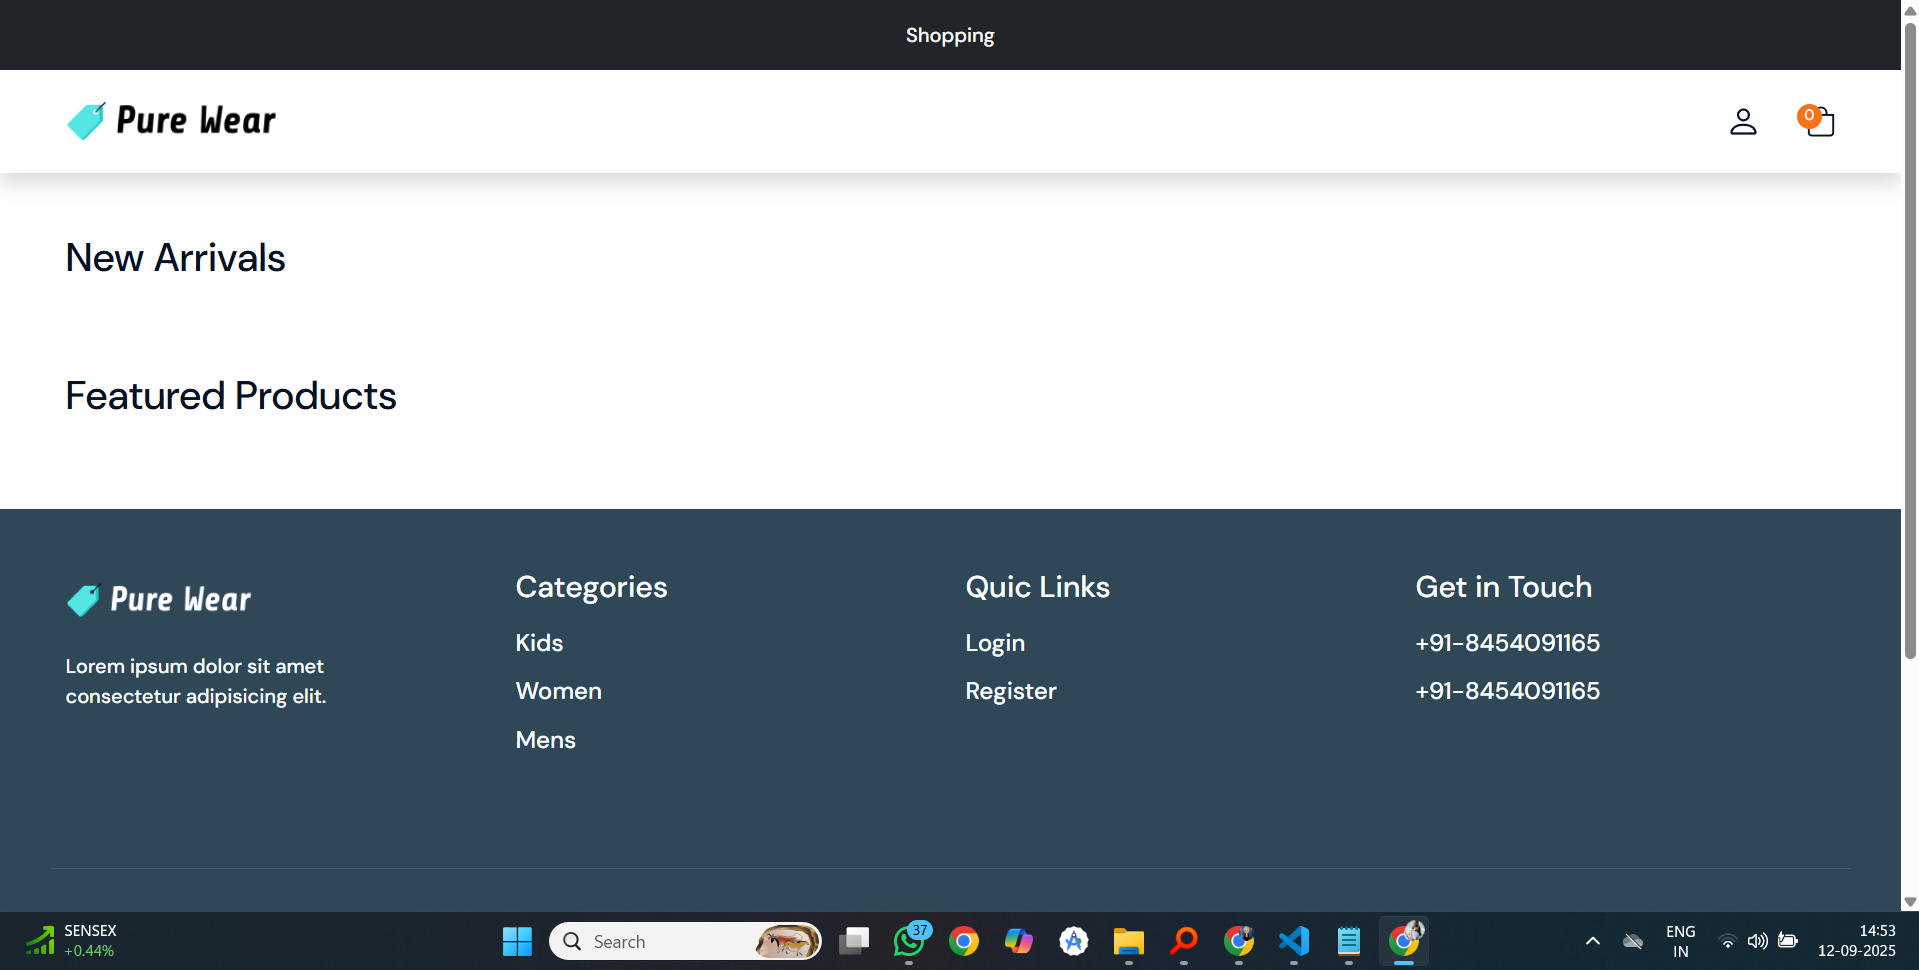 Shopping
Pure Wear
0
New Arrivals
Featured Products
Pure Wear
Lorem ipsum dolor sit amet
consectetur adipisicing elit.
Categories
Kids
Women
Mens
Quic Links
Login
Register
Get in Touch
+91-8454091165
+91-8454091165
SENSEX
+0.44%
Search
37
ENG
IN
14:53
12-09-2025